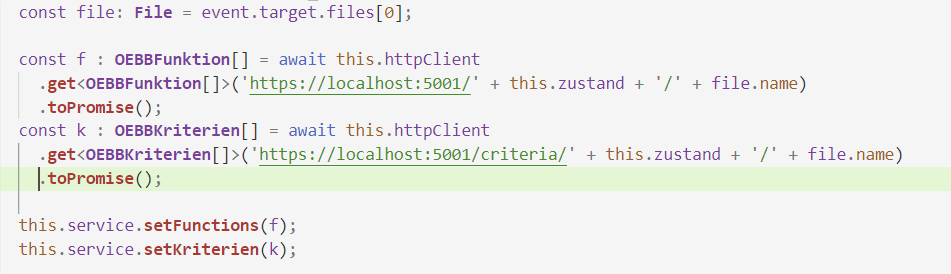 const file: File = event.target.files[0];
const f : OEBBFunktion[] = await this.httpClient
.get<OEBBFunktion[]>('https://localhost:5001/' + this.zustand + '/' + file.name)
.toPromise();
const k : OEBBKriterien[] = await this.httpClient
.get<OEBBKriterien[]>('https://localhost:5001/criteria/' + this.zustand + '/' + file.name)
.toPromise();
this.service.setFunctions(f);
this.service.setKriterien(k);